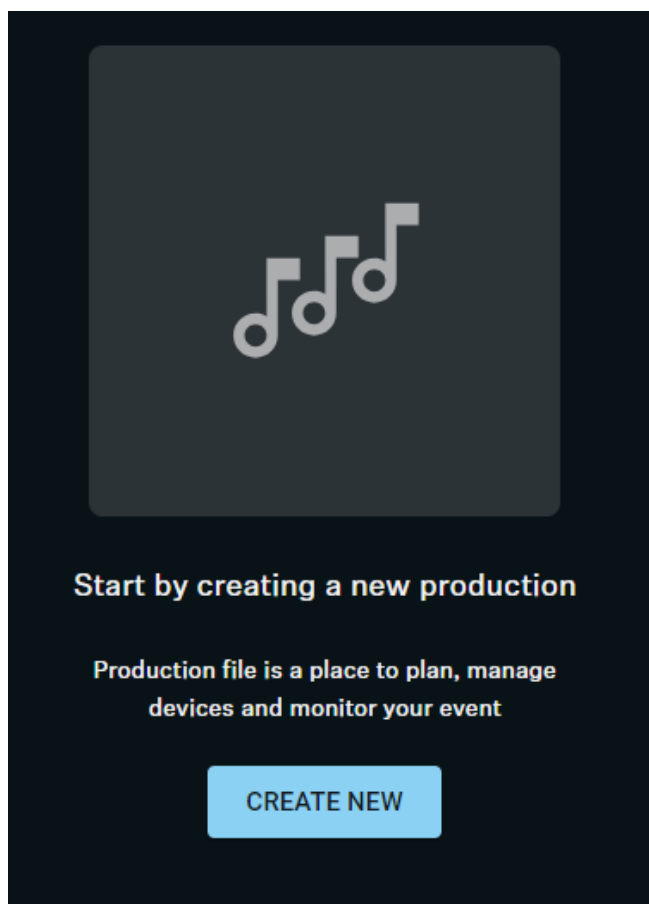 Start by creating a new production
Production file is a place to plan, manage
devices and monitor your event
CREATE NEW